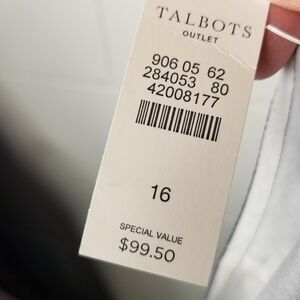 TALBOTS
OUTLET
906 05 62
284053 80
42008177
16
SPECIAL VALUE
$99.50